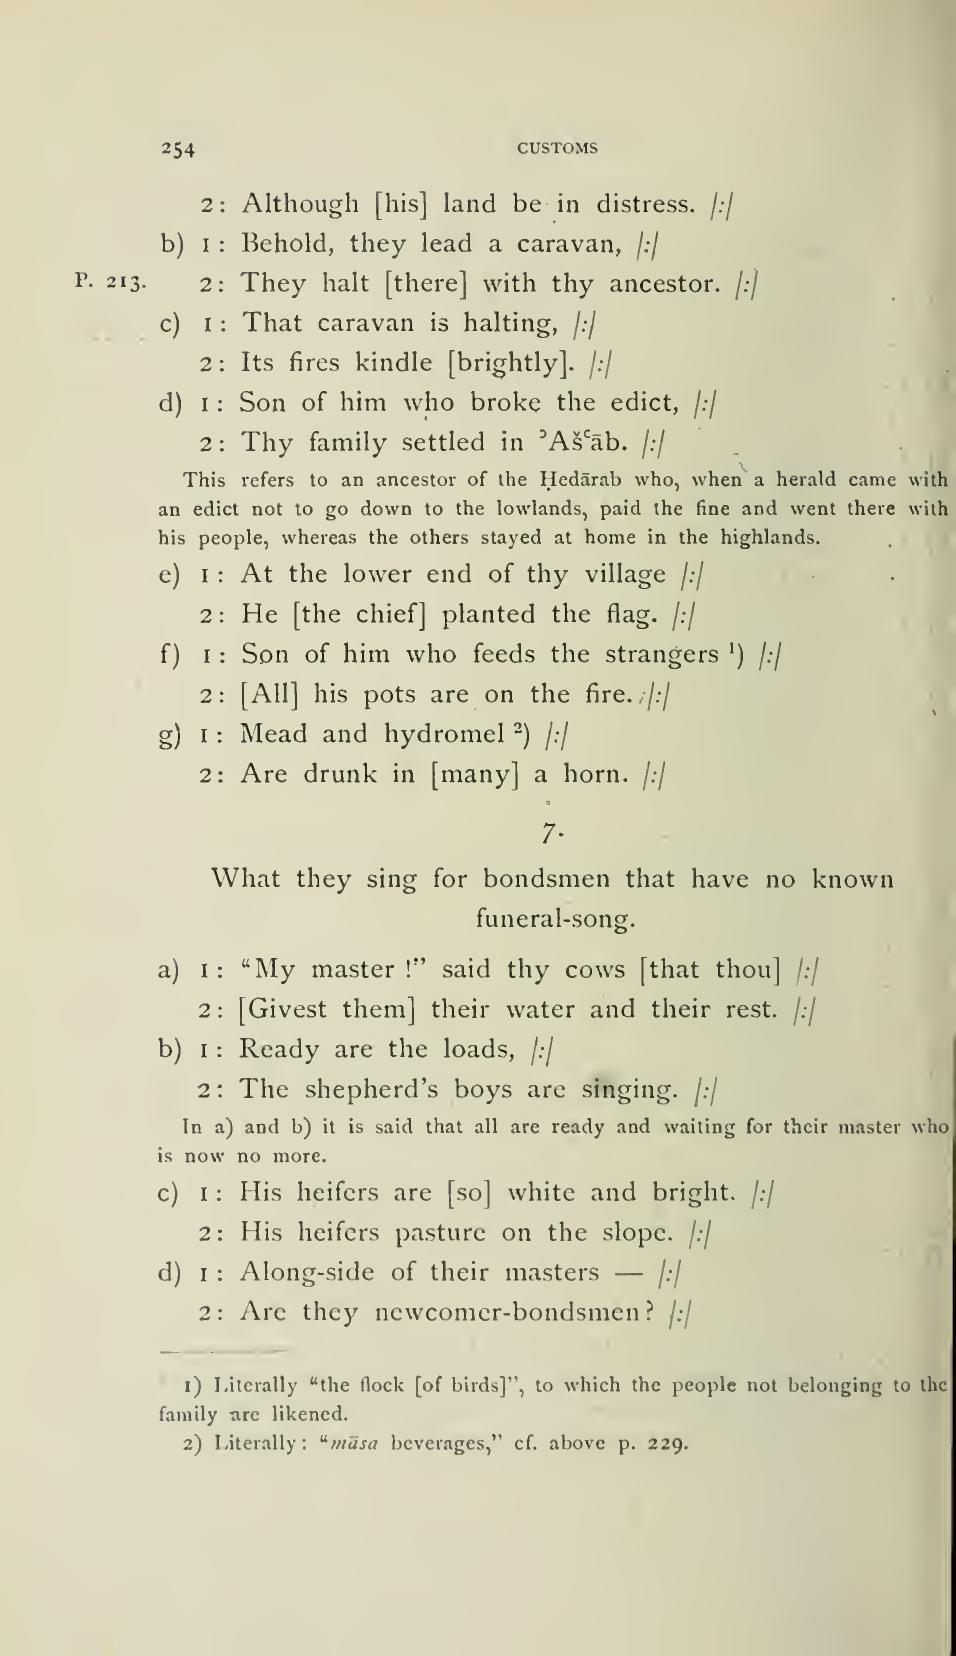 254 CUSTOMS
2: Although [his] land be in distress. /:/
b) 1: Behold, they lead a caravan, /:/
P. 213. 2: They halt [there] with thy ancestor. /:/
c) 1: That caravan is halting, /:/
2: Its fires kindle [brightly]. /:/
d) 1: Son of him who broke the edict, /:/
2: Thy family settled in ʾAšʿāb. /:/
This refers to an ancestor of the Ḥedārab who, when a herald came with
an edict not to go down to the lowlands, paid the fine and went there with
his people, whereas the others stayed at home in the highlands.
e) 1: At the lower end of thy village /:/
2: He [the chief] planted the flag. /:/
f) 1: Son of him who feeds the strangers ¹) /:/
2: [All] his pots are on the fire. /:/
g) 1: Mead and hydromel ²) /:/
2: Are drunk in [many] a horn. /:/
7.
What they sing for bondsmen that have no known
funeral-song.
a) 1: “My master!” said thy cows [that thou] /:/
2: [Givest them] their water and their rest. /:/
b) 1: Ready are the loads, /:/
2: The shepherd's boys are singing. /:/
In a) and b) it is said that all are ready and waiting for their master who
is now no more.
c) 1: His heifers are [so] white and bright. /:/
2: His heifers pasture on the slope. /:/
d) 1: Along-side of their masters — /:/
2: Are they newcomer-bondsmen? /:/
1) Literally “the flock [of birds]”, to which the people not belonging to the
family are likened.
2) Literally: “māsa beverages,” cf. above p. 229.